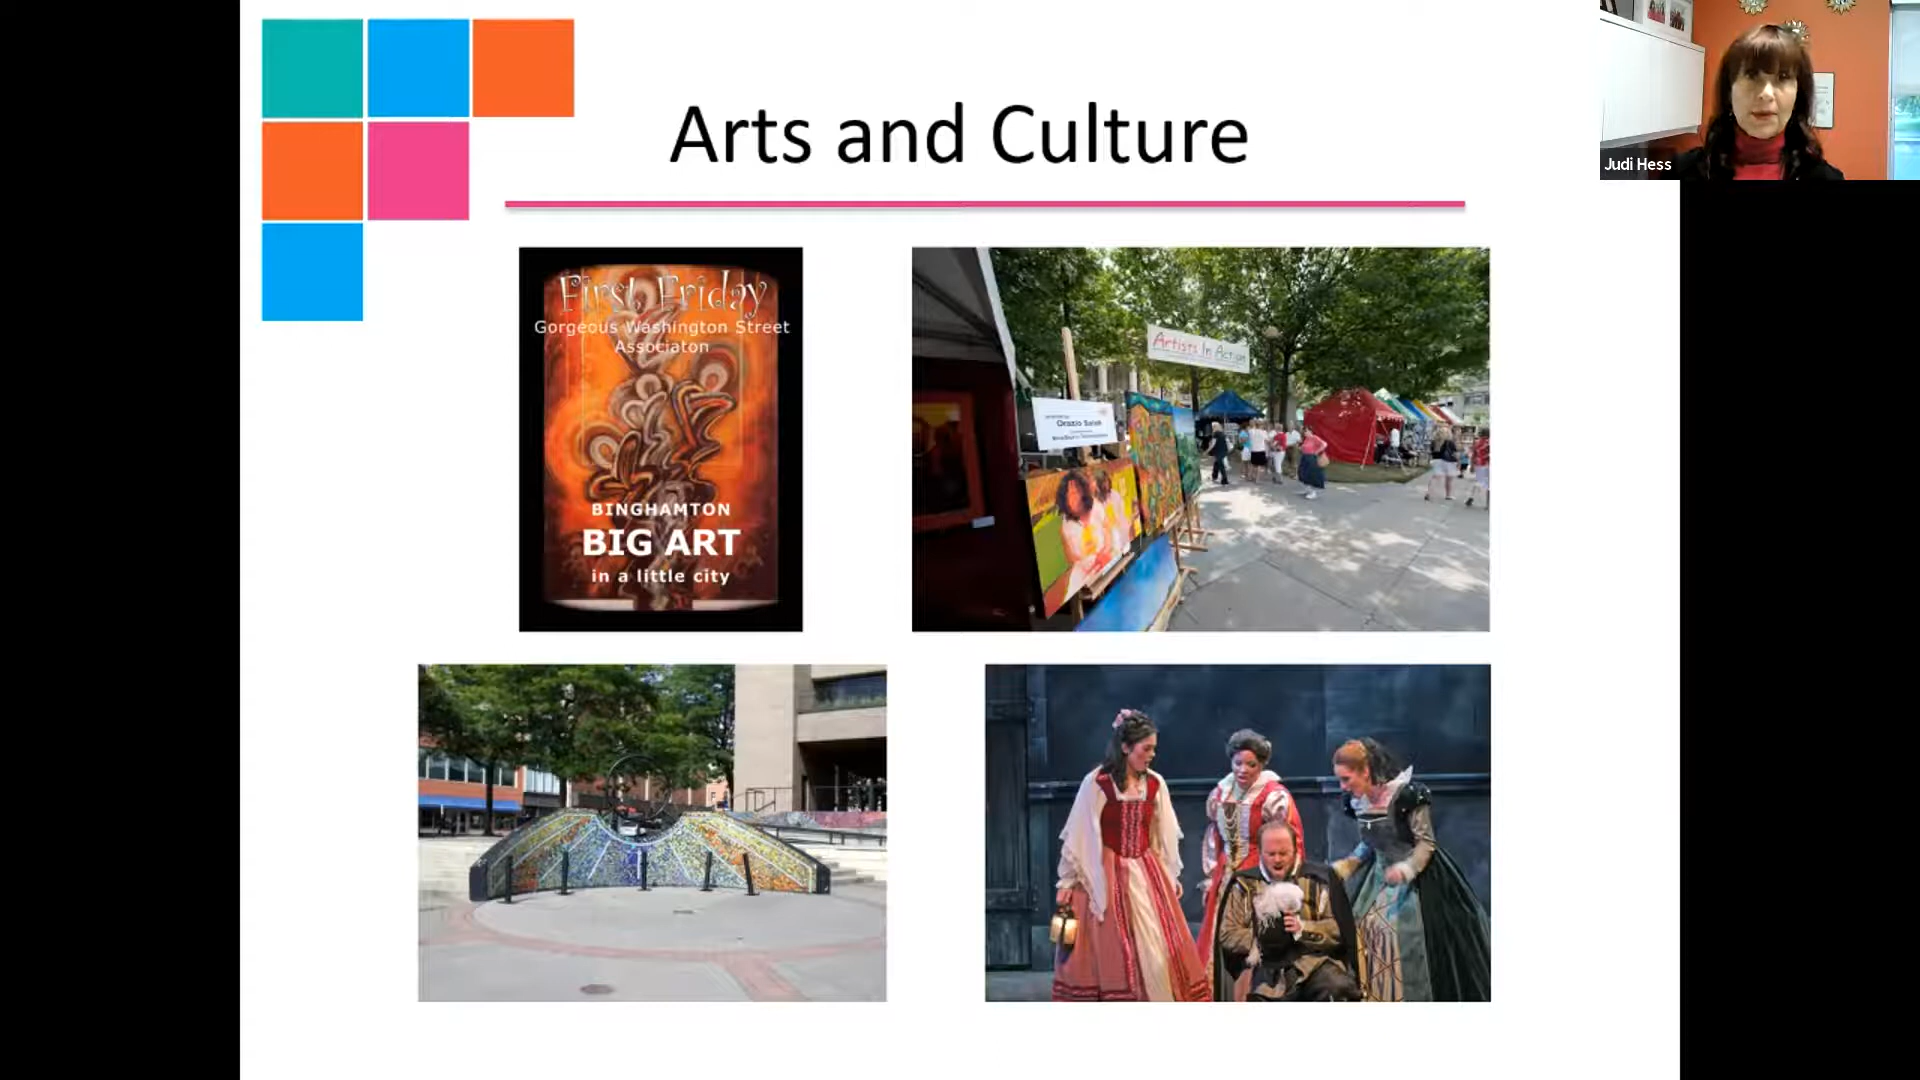 Arts and Culture
Judi Hess
First Friday
Gorgeous Washington Street
Associaton
BINGHAMTON
BIG ART
in a little city
Artists In Action
Orazio Salati